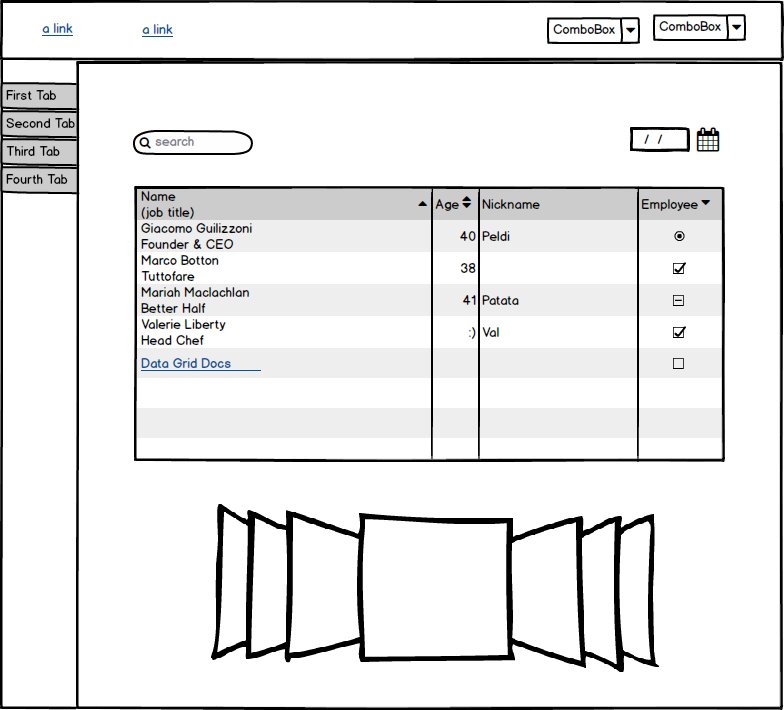 a link
a link
ComboBox
ComboBox
First Tab
Second Tab
Third Tab
Fourth Tab
search
/ /
Name
(job title)
Age
Nickname
Employee
Giacomo Guilizzoni
Founder & CEO
40
Peldi
Marco Botton
Tuttofare
38
Mariah Maclachlan
Better Half
41
Patata
Valerie Liberty
Head Chef
:)
Val
Data Grid Docs